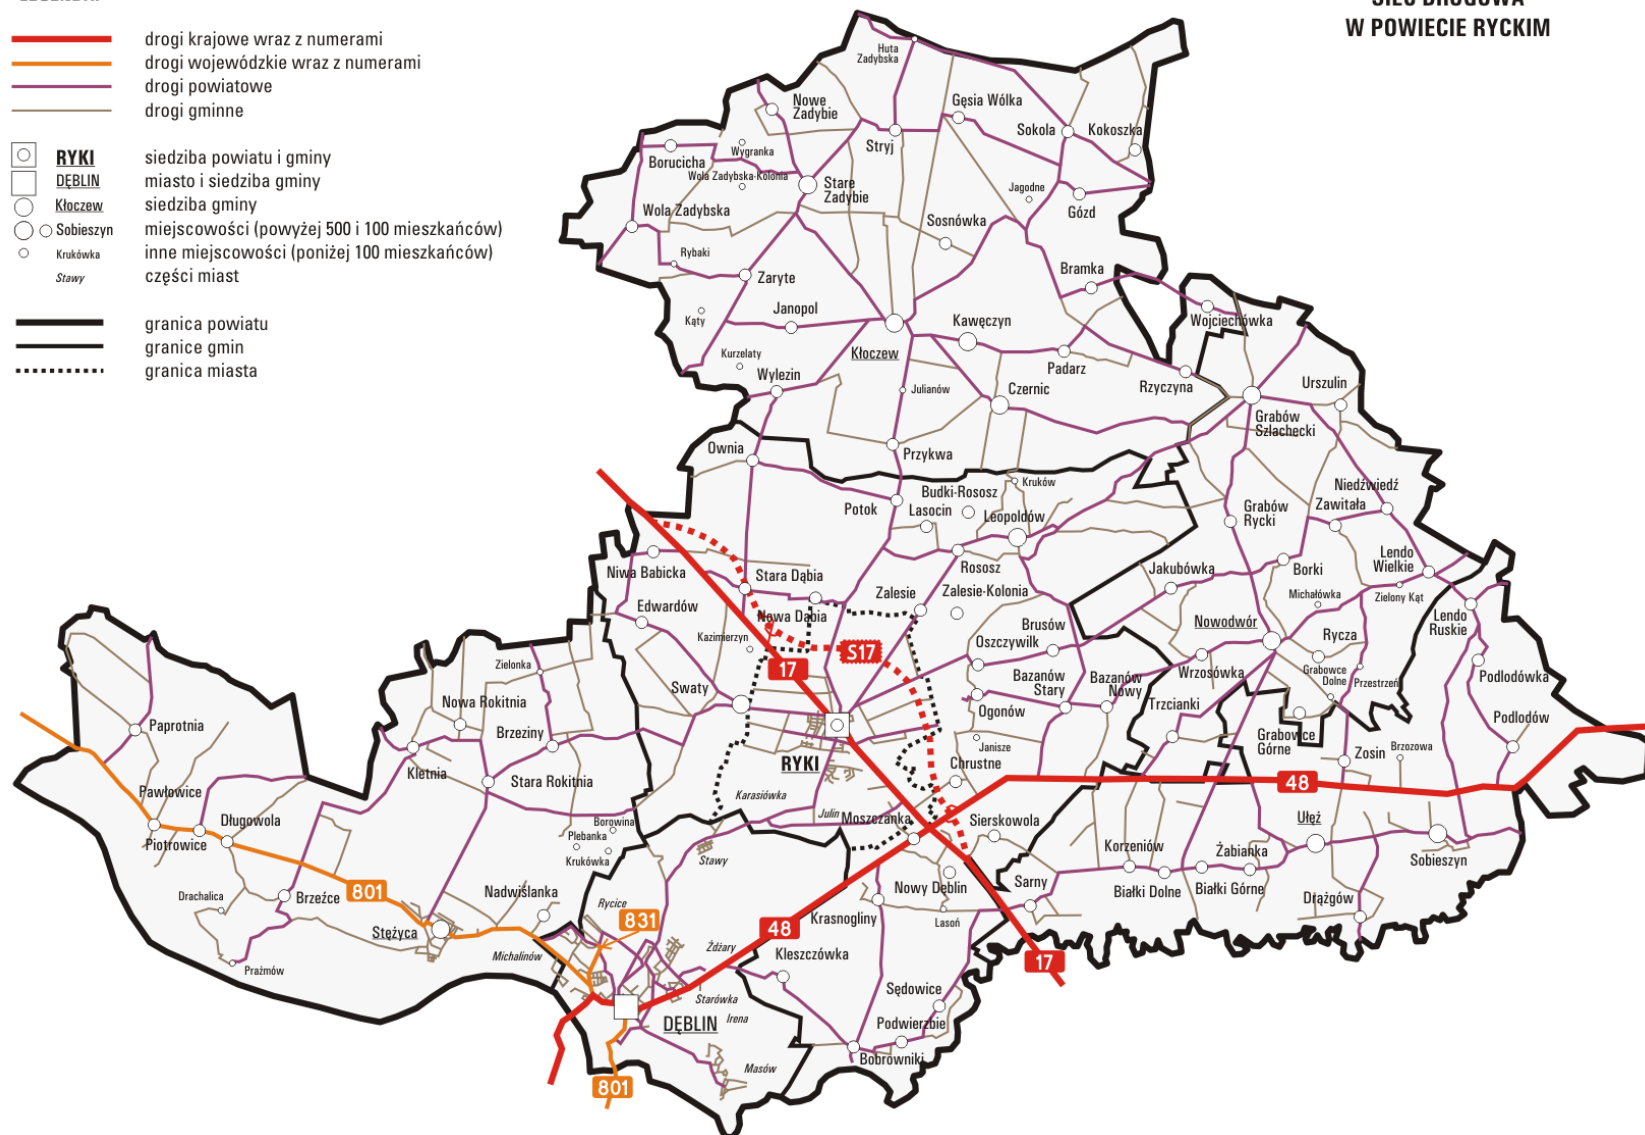 SIEĆ DROGOWA
W POWIECIE RYCKIM
LEGENDA:
drogi krajowe wraz z numerami
drogi wojewódzkie wraz z numerami
drogi powiatowe
drogi gminne
RYKI siedziba powiatu i gminy
DĘBLIN miasto i siedziba gminy
Kłoczew siedziba gminy
Sobieszyn miejscowości (powyżej 500 i 100 mieszkańców)
Krukówka inne miejscowości (poniżej 100 mieszkańców)
Stawy części miast
granica powiatu
granice gmin
granica miasta
Huta
Zadybska
Nowe
Zadybie
Gęsia Wólka
Sokola
Kokoszka
Stryj
Wygranka
Borucicha
Wola Zadybska-Kolonia
Stare
Zadybie
Jagodne
Gózd
Wola Zadybska
Sosnówka
Rybaki
Zaryte
Bramka
Janopol
Kąty
Kawęczyn
Wojciechówka
Kurzelaty
Kłoczew
Padarz
Wylezin
Julianów
Czernic
Rzyczyna
Urszulin
Grabów
Szlachecki
Ownia
Przykwa
Kruków
Budki-Rososz
Lasocin
Leopoldów
Potok
Niedźwiedź
Zawitała
Grabów
Rycki
Rososz
Lendo
Wielkie
Niwa Babicka
Stara Dąbia
Zalesie
Zalesie-Kolonia
Jakubówka
Borki
Michałówka
Zielony Kąt
Edwardów
Nowa Dąbia
Brusów
Nowodwór
Lendo
Ruskie
Kazimierzyn
S17
Oszczywilk
Rycza
Zielonka
17
Bazanów
Stary
Bazanów
Nowy
Wrzosówka
Grabowce
Dolne
Przestrzeń
Podlodówka
Swaty
Nowa Rokitnia
Ogonów
Trzcianki
Podlodów
Paprotnia
Brzeziny
Janisze
Grabowce
Górne
Zosin
Brzozowa
Kletnia
RYKI
Chrustne
Stara Rokitnia
48
Pawłowice
Karasiówka
Julin
Moszczanka
Sierskowola
Ułęż
Długowola
Borowina
Plebanka
Piotrowice
Krukówka
Stawy
Korzeniów
Żabianka
Sobieszyn
Drachalica
Brzeźce
801
Nadwiślanka
Rycice
831
Nowy Dęblin
Sarny
Białki Dolne
Białki Górne
Drążgów
Krasnogliny
Lasoń
Stężyca
48
Michalinów
Żdżary
Kleszczówka
17
Prażmów
Starówka
Sędowice
Irena
DĘBLIN
Podwierzbie
Bobrowniki
Masów
801